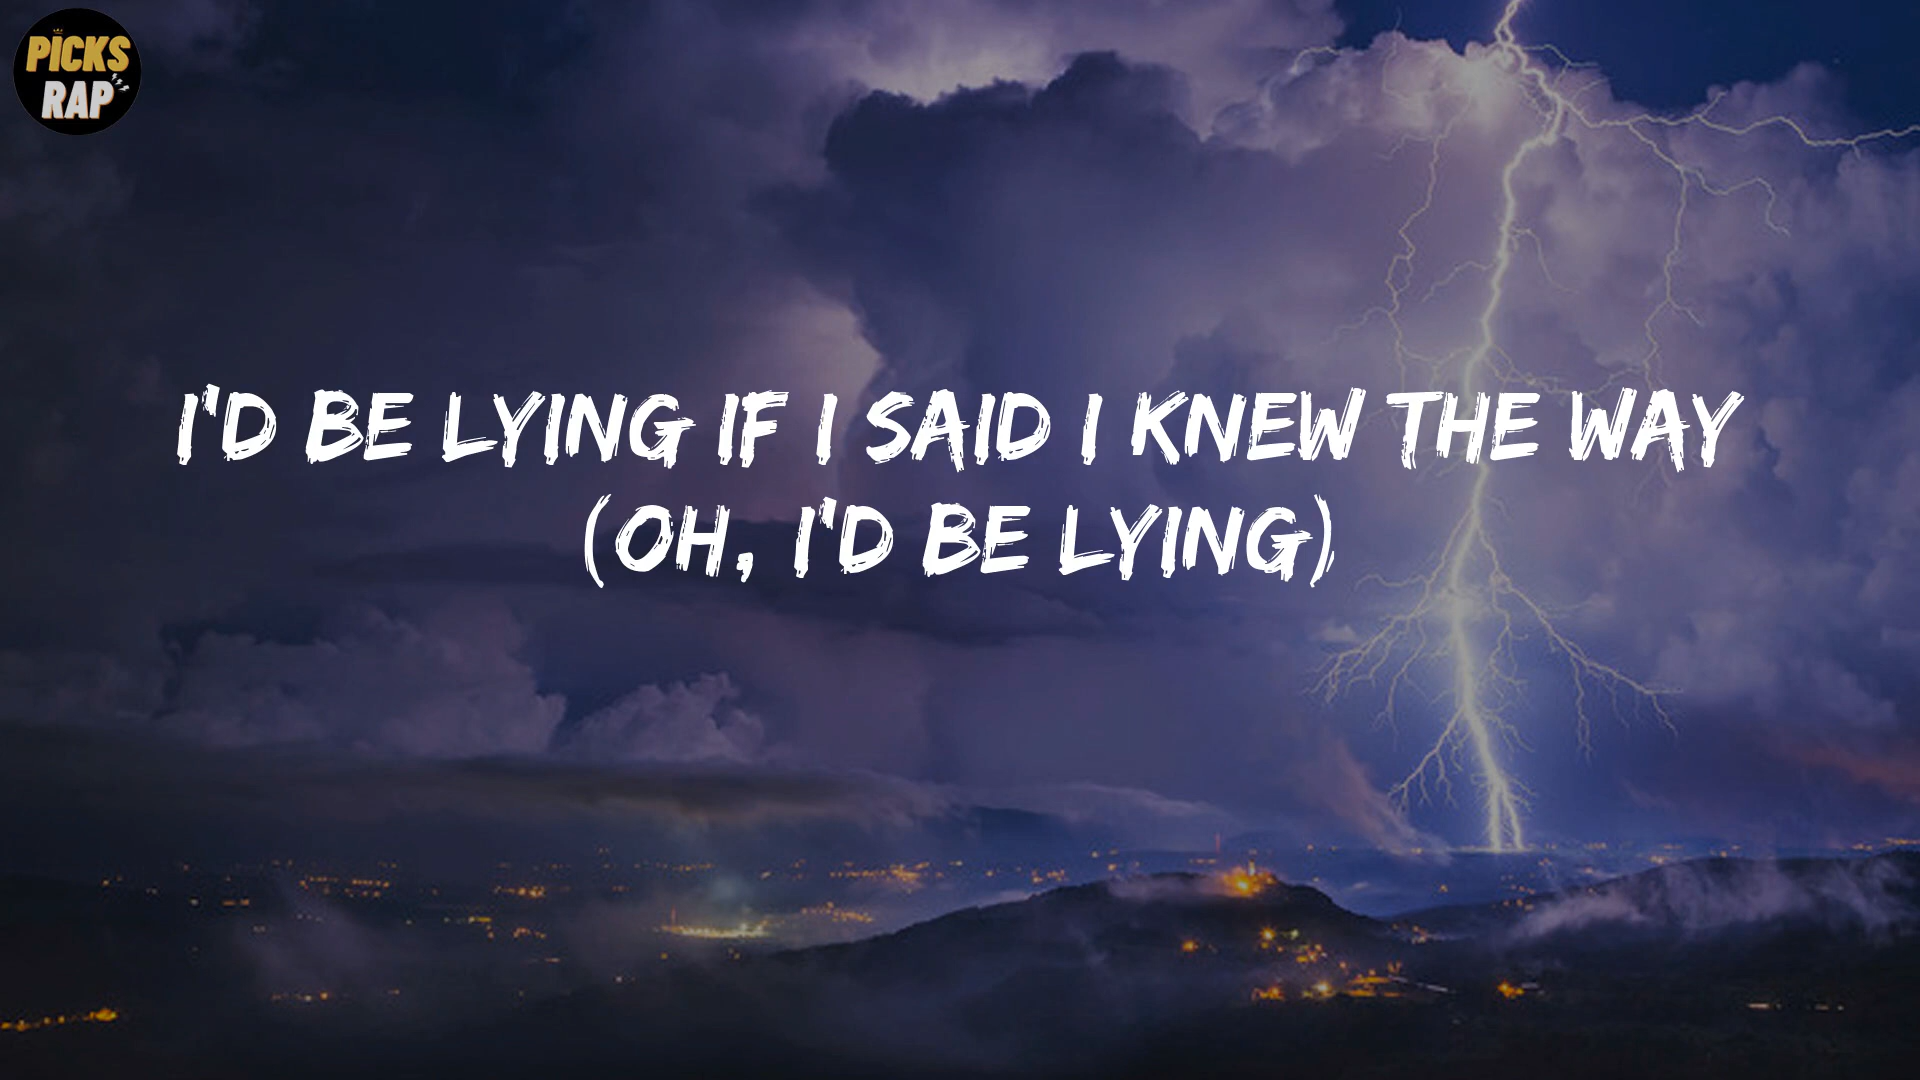 PICKS
RAP
I'D BE LYING IF I SAID I KNEW THE WAY
(OH, I'D BE LYING)